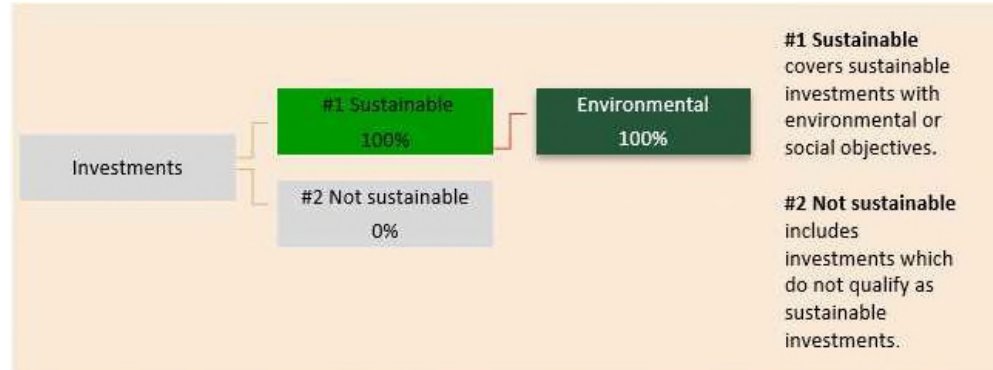 Investments
#1 Sustainable
100%
Environmental
100%
#2 Not sustainable
0%
#1 Sustainable
covers sustainable
investments with
environmental or
social objectives.
#2 Not sustainable
includes
investments which
do not qualify as
sustainable
investments.